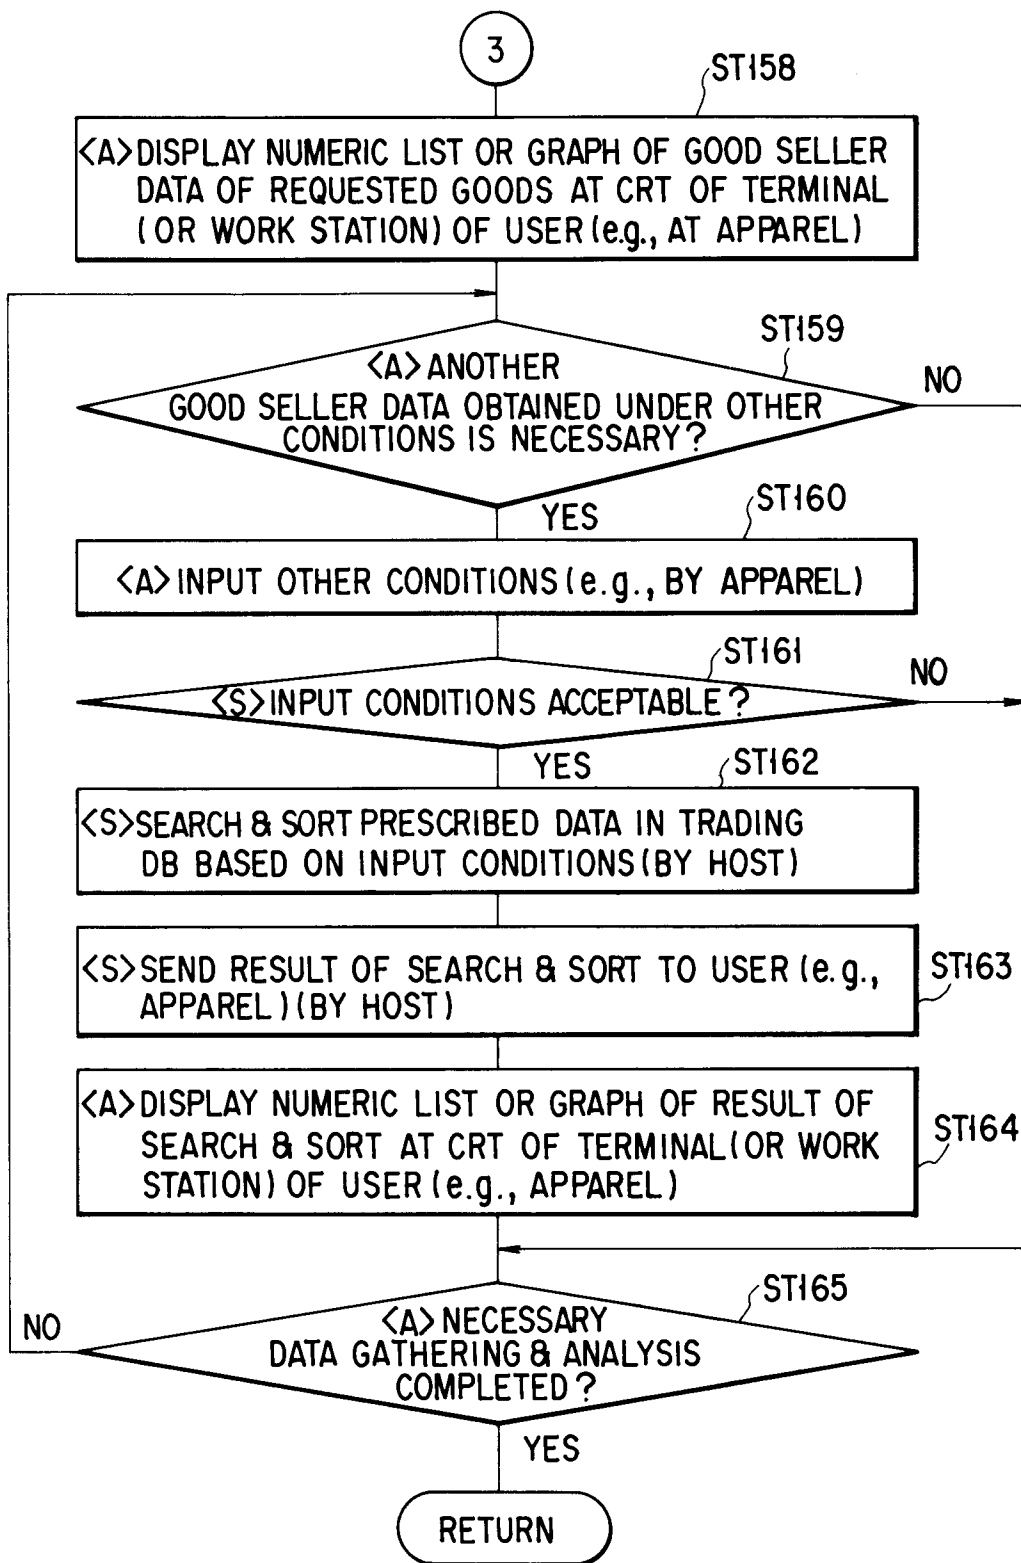 3
ST158
<A> DISPLAY NUMERIC LIST OR GRAPH OF GOOD SELLER
DATA OF REQUESTED GOODS AT CRT OF TERMINAL
(OR WORK STATION) OF USER (e.g., AT APPAREL)
ST159
<A> ANOTHER
GOOD SELLER DATA OBTAINED UNDER OTHER
CONDITIONS IS NECESSARY?
NO
YES
ST160
<A> INPUT OTHER CONDITIONS (e.g., BY APPAREL)
ST161
<S> INPUT CONDITIONS ACCEPTABLE?
NO
YES
ST162
<S> SEARCH & SORT PRESCRIBED DATA IN TRADING
DB BASED ON INPUT CONDITIONS (BY HOST)
<S> SEND RESULT OF SEARCH & SORT TO USER (e.g.,
APPAREL) (BY HOST)
ST163
<A> DISPLAY NUMERIC LIST OR GRAPH OF RESULT OF
SEARCH & SORT AT CRT OF TERMINAL (OR WORK
STATION) OF USER (e.g., APPAREL)
ST164
ST165
NO
<A> NECESSARY
DATA GATHERING & ANALYSIS
COMPLETED?
YES
RETURN